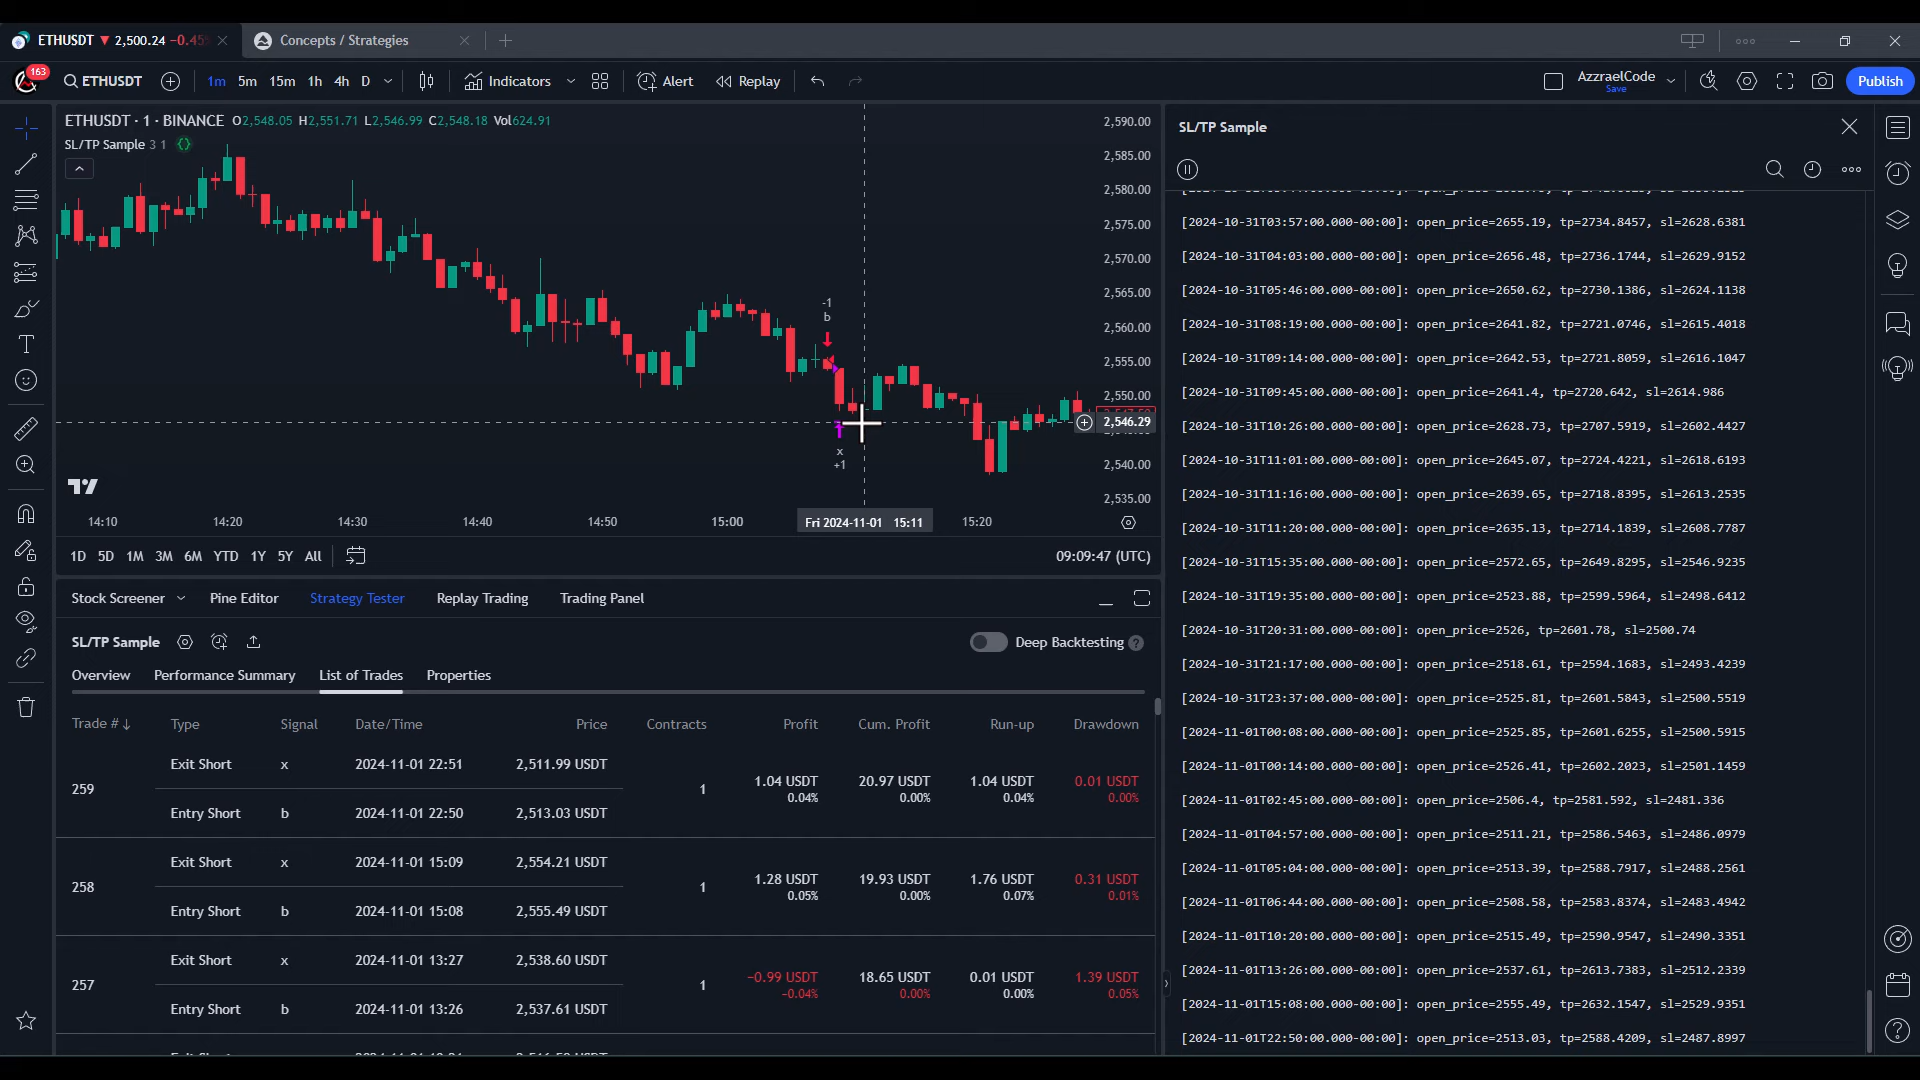 ETHUSDT ▼ 2,500.24 −0.45
Concepts / Strategies
163
ETHUSDT
1m 5m 15m 1h 4h D
Indicators
Alert
Replay
AzzraelCode
Save
Publish
ETHUSDT · 1 · BINANCE O2,548.05 H2,551.71 L2,546.99 C2,548.18 Vol624.91
SL/TP Sample 3 1 {}
2,590.00
2,585.00
2,580.00
2,575.00
2,570.00
2,565.00
2,560.00
2,555.00
2,550.00
2,546.29
2,540.00
2,535.00
-1
b
x
+1
14:10 14:20 14:30 14:40 14:50 15:00 Fri 2024-11-01 15:11 15:20
1D 5D 1M 3M 6M YTD 1Y 5Y All
09:09:47 (UTC)
Stock Screener Pine Editor Strategy Tester Replay Trading Trading Panel
SL/TP Sample
Deep Backtesting ?
Overview Performance Summary List of Trades Properties
Trade # ↓ Type Signal Date/Time Price Contracts Profit Cum. Profit Run-up Drawdown
259
Exit Short x 2024-11-01 22:51 2,511.99 USDT
Entry Short b 2024-11-01 22:50 2,513.03 USDT
1
1.04 USDT 20.97 USDT 1.04 USDT 0.01 USDT
0.04% 0.00% 0.04% 0.00%
258
Exit Short x 2024-11-01 15:09 2,554.21 USDT
Entry Short b 2024-11-01 15:08 2,555.49 USDT
1
1.28 USDT 19.93 USDT 1.76 USDT 0.31 USDT
0.05% 0.00% 0.07% 0.01%
257
Exit Short x 2024-11-01 13:27 2,538.60 USDT
Entry Short b 2024-11-01 13:26 2,537.61 USDT
1
−0.99 USDT 18.65 USDT 0.01 USDT 1.39 USDT
−0.04% 0.00% 0.00% 0.05%
SL/TP Sample
[2024-10-31T03:57:00.000-00:00]: open_price=2655.19, tp=2734.8457, sl=2628.6381
[2024-10-31T04:03:00.000-00:00]: open_price=2656.48, tp=2736.1744, sl=2629.9152
[2024-10-31T05:46:00.000-00:00]: open_price=2650.62, tp=2730.1386, sl=2624.1138
[2024-10-31T08:19:00.000-00:00]: open_price=2641.82, tp=2721.0746, sl=2615.4018
[2024-10-31T09:14:00.000-00:00]: open_price=2642.53, tp=2721.8059, sl=2616.1047
[2024-10-31T09:45:00.000-00:00]: open_price=2641.4, tp=2720.642, sl=2614.986
[2024-10-31T10:26:00.000-00:00]: open_price=2628.73, tp=2707.5919, sl=2602.4427
[2024-10-31T11:01:00.000-00:00]: open_price=2645.07, tp=2724.4221, sl=2618.6193
[2024-10-31T11:16:00.000-00:00]: open_price=2639.65, tp=2718.8395, sl=2613.2535
[2024-10-31T11:20:00.000-00:00]: open_price=2635.13, tp=2714.1839, sl=2608.7787
[2024-10-31T15:35:00.000-00:00]: open_price=2572.65, tp=2649.8295, sl=2546.9235
[2024-10-31T19:35:00.000-00:00]: open_price=2523.88, tp=2599.5964, sl=2498.6412
[2024-10-31T20:31:00.000-00:00]: open_price=2526, tp=2601.78, sl=2500.74
[2024-10-31T21:17:00.000-00:00]: open_price=2518.61, tp=2594.1683, sl=2493.4239
[2024-10-31T23:37:00.000-00:00]: open_price=2525.81, tp=2601.5843, sl=2500.5519
[2024-11-01T00:08:00.000-00:00]: open_price=2525.85, tp=2601.6255, sl=2500.5915
[2024-11-01T00:14:00.000-00:00]: open_price=2526.41, tp=2602.2023, sl=2501.1459
[2024-11-01T02:45:00.000-00:00]: open_price=2506.4, tp=2581.592, sl=2481.336
[2024-11-01T04:57:00.000-00:00]: open_price=2511.21, tp=2586.5463, sl=2486.0979
[2024-11-01T05:04:00.000-00:00]: open_price=2513.39, tp=2588.7917, sl=2488.2561
[2024-11-01T06:44:00.000-00:00]: open_price=2508.58, tp=2583.8374, sl=2483.4942
[2024-11-01T10:20:00.000-00:00]: open_price=2515.49, tp=2590.9547, sl=2490.3351
[2024-11-01T13:26:00.000-00:00]: open_price=2537.61, tp=2613.7383, sl=2512.2339
[2024-11-01T15:08:00.000-00:00]: open_price=2555.49, tp=2632.1547, sl=2529.9351
[2024-11-01T22:50:00.000-00:00]: open_price=2513.03, tp=2588.4209, sl=2487.8997